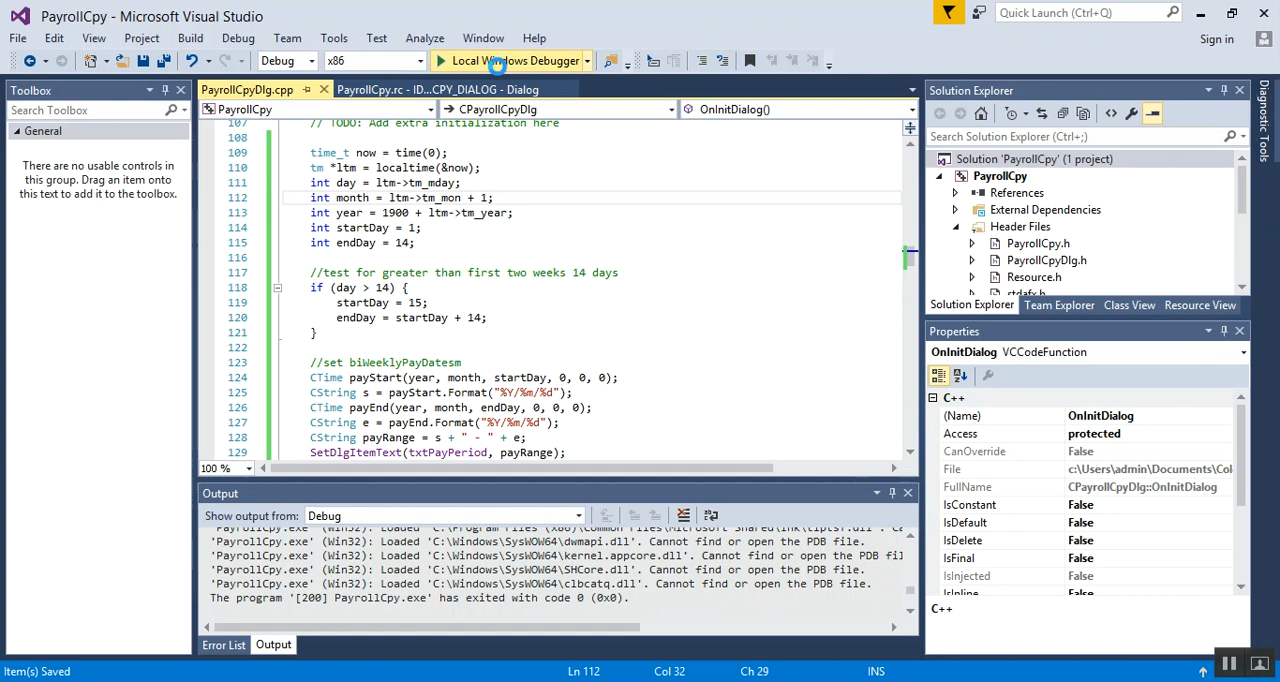 PayrollCpy - Microsoft Visual Studio
Quick Launch (Ctrl+Q)
File Edit View Project Build Debug Team Tools Test Analyze Window Help
Sign in
Debug x86 Local Windows Debugger
Toolbox
Search Toolbox
General
There are no usable controls in this group. Drag an item onto this text to add it to the toolbox.
PayrollCpyDlg.cpp PayrollCpy.rc - ID...CPY_DIALOG - Dialog
PayrollCpy CPayrollCpyDlg OnInitDialog()
107 // TODO: Add extra initialization here
108
109 time_t now = time(0);
110 tm *ltm = localtime(&now);
111 int day = ltm->tm_mday;
112 int month = ltm->tm_mon + 1;
113 int year = 1900 + ltm->tm_year;
114 int startDay = 1;
115 int endDay = 14;
116
117 //test for greater than first two weeks 14 days
118 if (day > 14) {
119 startDay = 15;
120 endDay = startDay + 14;
121 }
122
123 //set biWeeklyPayDatesm
124 CTime payStart(year, month, startDay, 0, 0, 0);
125 CString s = payStart.Format("%Y/%m/%d");
126 CTime payEnd(year, month, endDay, 0, 0, 0);
127 CString e = payEnd.Format("%Y/%m/%d");
128 CString payRange = s + " - " + e;
129 SetDlgItemText(txtPayPeriod, payRange);
100 %
Output
Show output from: Debug
'PayrollCpy.exe' (Win32): Loaded 'C:\Program Files (x86)\Common Files\Microsoft Shared\Ink\tiptsf.dll'. Ca
'PayrollCpy.exe' (Win32): Loaded 'C:\Windows\SysWOW64\dwmapi.dll'. Cannot find or open the PDB file.
'PayrollCpy.exe' (Win32): Loaded 'C:\Windows\SysWOW64\kernel.appcore.dll'. Cannot find or open the PDB fil
'PayrollCpy.exe' (Win32): Loaded 'C:\Windows\SysWOW64\SHCore.dll'. Cannot find or open the PDB file.
'PayrollCpy.exe' (Win32): Loaded 'C:\Windows\SysWOW64\clbcatq.dll'. Cannot find or open the PDB file.
The program '[200] PayrollCpy.exe' has exited with code 0 (0x0).
Error List Output
Solution Explorer
Search Solution Explorer (Ctrl+;)
Solution 'PayrollCpy' (1 project)
PayrollCpy
References
External Dependencies
Header Files
PayrollCpy.h
PayrollCpyDlg.h
Resource.h
stdafx.h
Solution Explorer Team Explorer Class View Resource View
Properties
OnInitDialog VCCodeFunction
C++
(Name) OnInitDialog
Access protected
CanOverride False
File c:\Users\admin\Documents\Col
FullName CPayrollCpyDlg::OnInitDialog
IsConstant False
IsDefault False
IsDelete False
IsFinal False
IsInjected False
IsInline False
C++
Diagnostic Tools
Item(s) Saved Ln 112 Col 32 Ch 29 INS